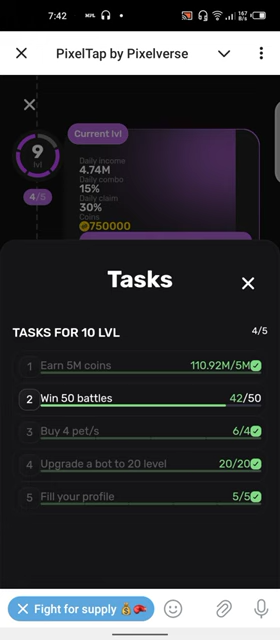 7:42
MPL
167
B/s
PixelTap by Pixelverse
Current lvl
9
lvl
4/5
Daily income
4.74M
Daily combo
15%
Daily claim
30%
Coins
750000
Tasks
TASKS FOR 10 LVL 4/5
1 Earn 5M coins 110.92M/5M
2 Win 50 battles 42/50
3 Buy 4 pet/s 6/4
4 Upgrade a bot to 20 level 20/20
5 Fill your profile 5/5
Fight for supply